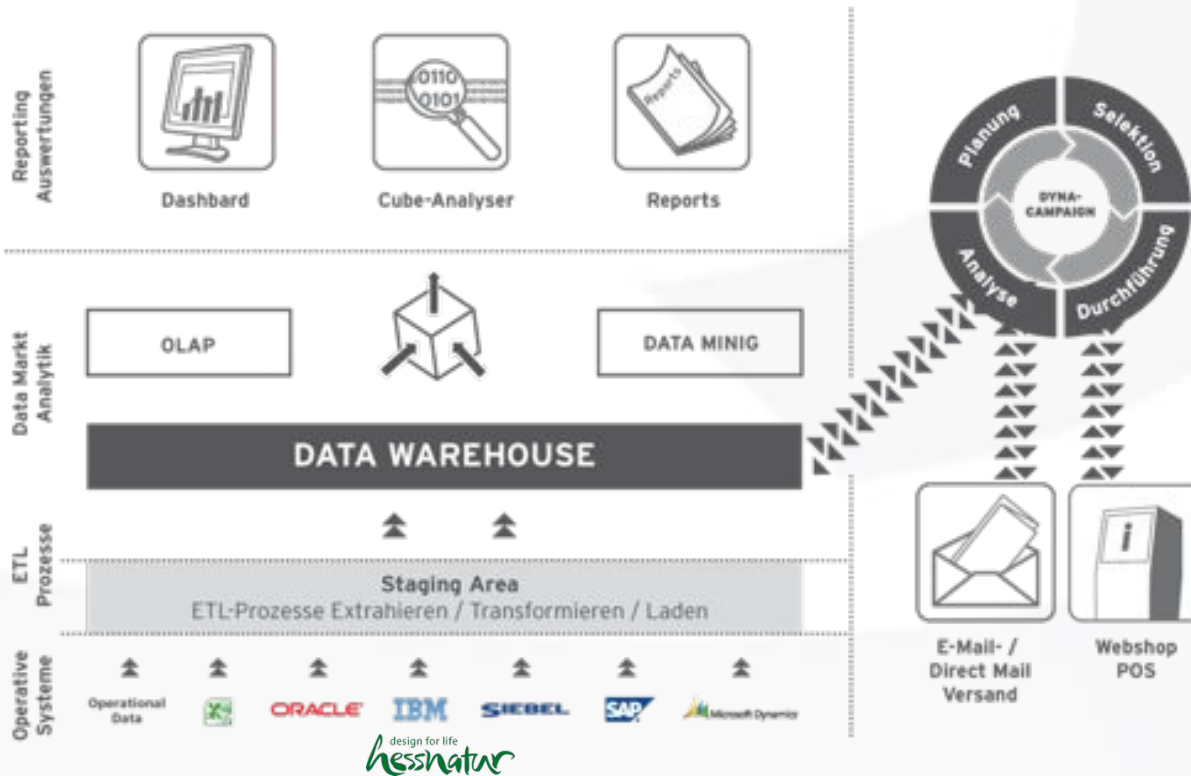 Reporting
Auswertungen
0110
0101
Reports
Dashbard
Cube-Analyser
Reports
Planung
Selektion
DYNA-
CAMPAIGN
Analyse
Durchführung
Data Markt
Analytik
OLAP
DATA MINIG
DATA WAREHOUSE
ETL
Prozesse
Staging Area
ETL-Prozesse Extrahieren / Transformieren / Laden
i
E-Mail- /
Direct Mail
Versand
Webshop
POS
Operative
Systeme
Operational
Data
ORACLE
IBM
SIEBEL
SAP
Microsoft Dynamics
design for life
hessnatur